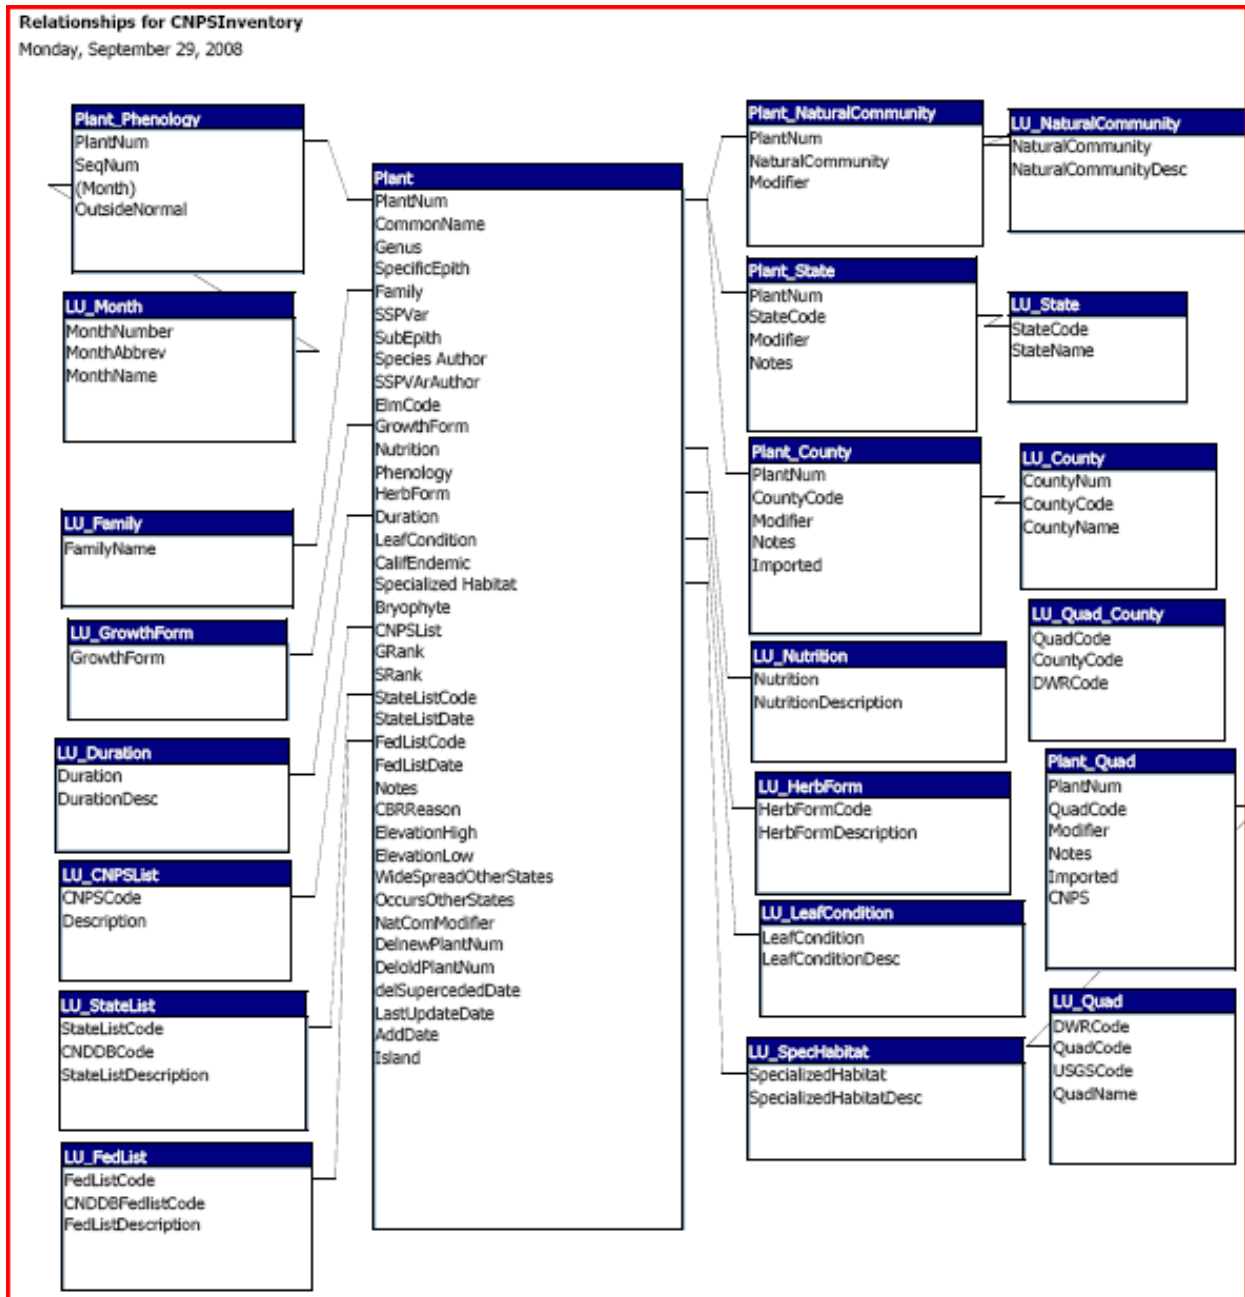 Relationships for CNPSInventory
Monday, September 29, 2008
Plant_Phenology
PlantNum
SeqNum
(Month)
OutsideNormal
LU_Month
MonthNumber
MonthAbbrev
MonthName
LU_Family
FamilyName
LU_GrowthForm
GrowthForm
LU_Duration
Duration
DurationDesc
LU_CNPSList
CNPSCode
Description
LU_StateList
StateListCode
CNDDBCode
StateListDescription
LU_FedList
FedListCode
CNDDBFedlistCode
FedListDescription
Plant
PlantNum
CommonName
Genus
SpecificEpith
Family
SSPVar
SubEpith
Species Author
SSPVArAuthor
ElmCode
GrowthForm
Nutrition
Phenology
HerbForm
Duration
LeafCondition
CalifEndemic
Specialized Habitat
Bryophyte
CNPSList
GRank
SRank
StateListCode
StateListDate
FedListCode
FedListDate
Notes
CBRReason
ElevationHigh
ElevationLow
WideSpreadOtherStates
OccursOtherStates
NatComModifier
DelnewPlantNum
DeloldPlantNum
delSupercededDate
LastUpdateDate
AddDate
Island
Plant_NaturalCommunity
PlantNum
NaturalCommunity
Modifier
Plant_State
PlantNum
StateCode
Modifier
Notes
Plant_County
PlantNum
CountyCode
Modifier
Notes
Imported
LU_Nutrition
Nutrition
NutritionDescription
LU_HerbForm
HerbFormCode
HerbFormDescription
LU_LeafCondition
LeafCondition
LeafConditionDesc
LU_SpecHabitat
SpecializedHabitat
SpecializedHabitatDesc
LU_NaturalCommunity
NaturalCommunity
NaturalCommunityDesc
LU_State
StateCode
StateName
LU_County
CountyNum
CountyCode
CountyName
LU_Quad_County
QuadCode
CountyCode
DWRCode
Plant_Quad
PlantNum
QuadCode
Modifier
Notes
Imported
CNPS
LU_Quad
DWRCode
QuadCode
USGSCode
QuadName